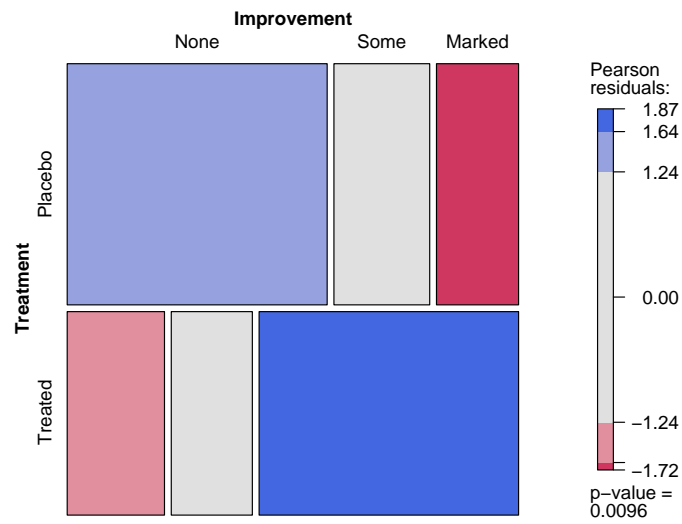 Improvement
None Some Marked
Pearson
residuals:
1.87
1.64
1.24
0.00
−1.24
−1.72
p−value =
0.0096
Treatment
Placebo
Treated